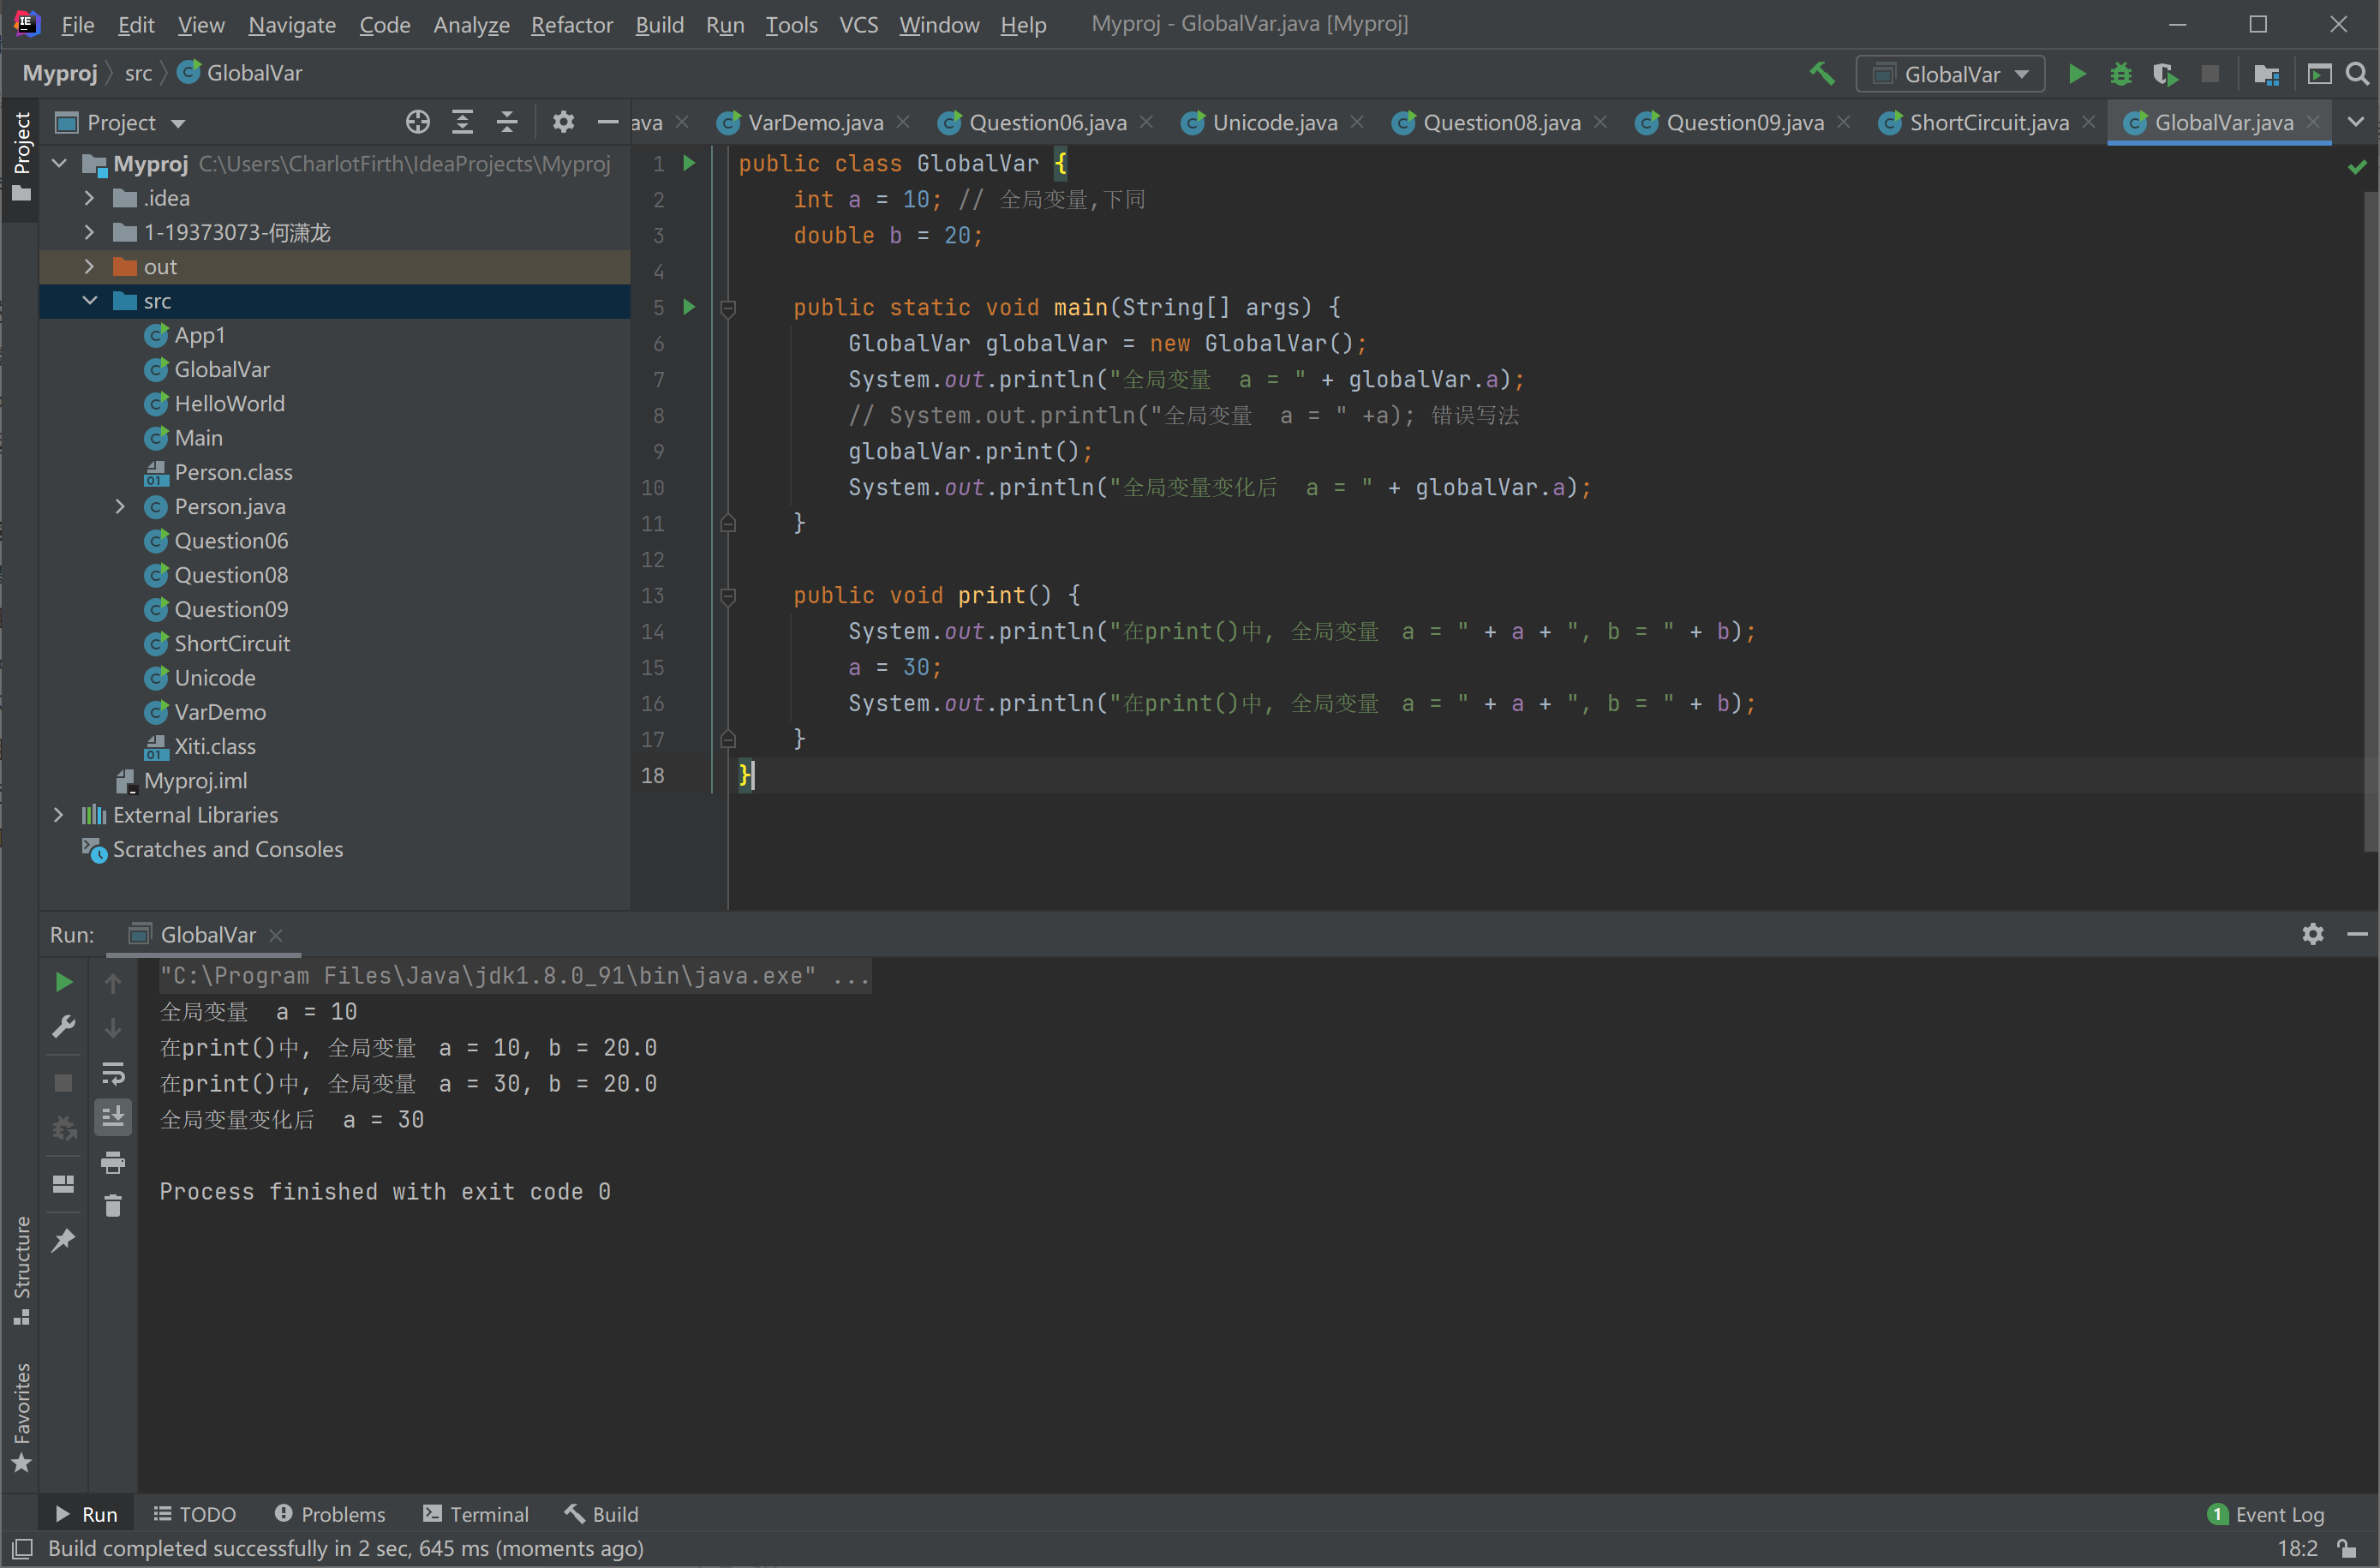 File Edit View Navigate Code Analyze Refactor Build Run Tools VCS Window Help Myproj - GlobalVar.java [Myproj]
Myproj src GlobalVar GlobalVar
Project
Project
ava VarDemo.java Question06.java Unicode.java Question08.java Question09.java ShortCircuit.java GlobalVar.java
Myproj C:\Users\CharlotFirth\IdeaProjects\Myproj
.idea
1-19373073-何潇龙
out
src
App1
GlobalVar
HelloWorld
Main
Person.class
Person.java
Question06
Question08
Question09
ShortCircuit
Unicode
VarDemo
Xiti.class
Myproj.iml
External Libraries
Scratches and Consoles
1 public class GlobalVar {
2 int a = 10; // 全局变量,下同
3 double b = 20;
4
5 public static void main(String[] args) {
6 GlobalVar globalVar = new GlobalVar();
7 System.out.println("全局变量 a = " + globalVar.a);
8 // System.out.println("全局变量 a = " +a); 错误写法
9 globalVar.print();
10 System.out.println("全局变量变化后 a = " + globalVar.a);
11 }
12
13 public void print() {
14 System.out.println("在print()中, 全局变量 a = " + a + ", b = " + b);
15 a = 30;
16 System.out.println("在print()中, 全局变量 a = " + a + ", b = " + b);
17 }
18 }
Run: GlobalVar
"C:\Program Files\Java\jdk1.8.0_91\bin\java.exe" ...
全局变量 a = 10
在print()中, 全局变量 a = 10, b = 20.0
在print()中, 全局变量 a = 30, b = 20.0
全局变量变化后 a = 30
Process finished with exit code 0
Structure
Favorites
Run TODO Problems Terminal Build 1 Event Log
Build completed successfully in 2 sec, 645 ms (moments ago) 18:2